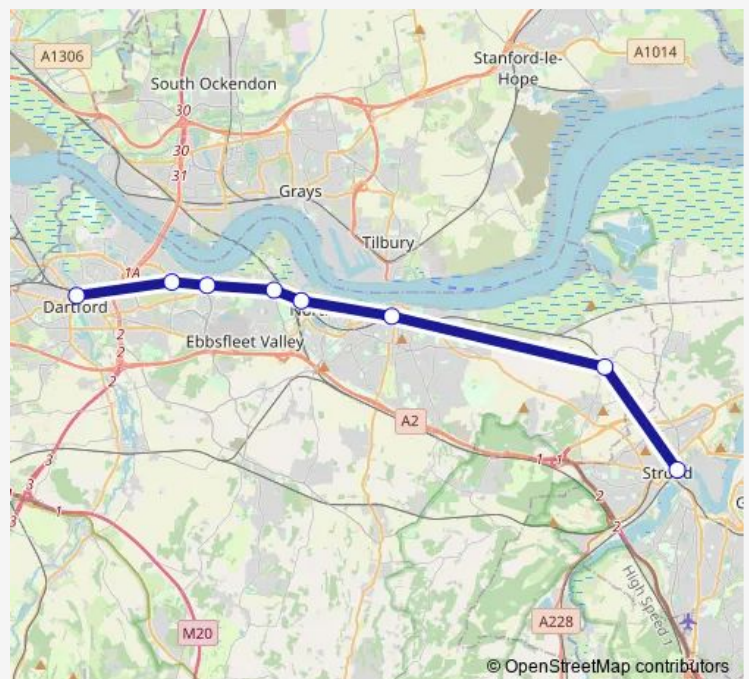 A1306
Stanford-le-
Hope
A1014
South Ockendon
30
30
31
Grays
Tilbury
1A
Dartford
2
2
2
Ebbsfleet Valley
A2
3
3
3
1
1
1
Strood
2
2
High Speed 1
M20
A228
© OpenStreetMap contributors